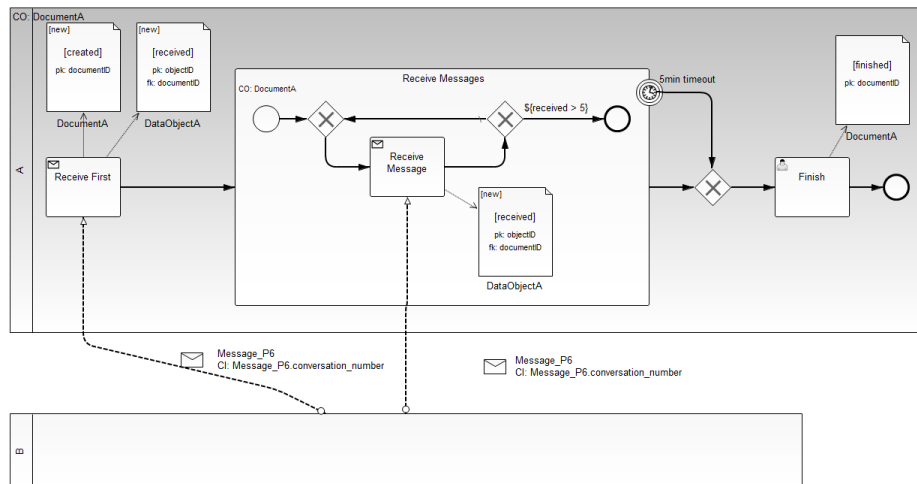 CO: DocumentA
[new]
[created]
pk: documentID
DocumentA
[new]
[received]
pk: objectID
fk: documentID
DataObjectA
Receive First
Receive Messages
CO: DocumentA
${received > 5}
Receive
Message
[new]
[received]
pk: objectID
fk: documentID
DataObjectA
5min timeout
[finished]
pk: documentID
DocumentA
Finish
A
Message_P6
CI: Message_P6.conversation_number
Message_P6
CI: Message_P6.conversation_number
B